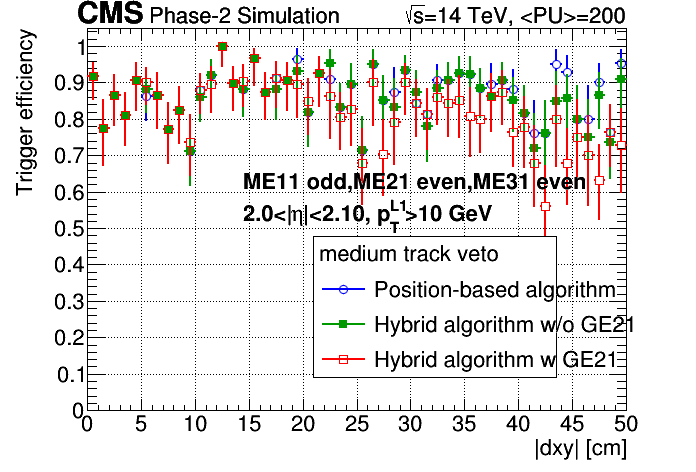 CMS Phase-2 Simulation √s=14 TeV, <PU>=200
Trigger efficiency
1
0.9
0.8
0.7
0.6
0.5
0.4
0.3
0.2
0.1
0
ME11 odd,ME21 even,ME31 even
2.0<|η|<2.10, p_T^L1>10 GeV
medium track veto
Position-based algorithm
Hybrid algorithm w/o GE21
Hybrid algorithm w GE21
0 5 10 15 20 25 30 35 40 45 50
|dxy| [cm]